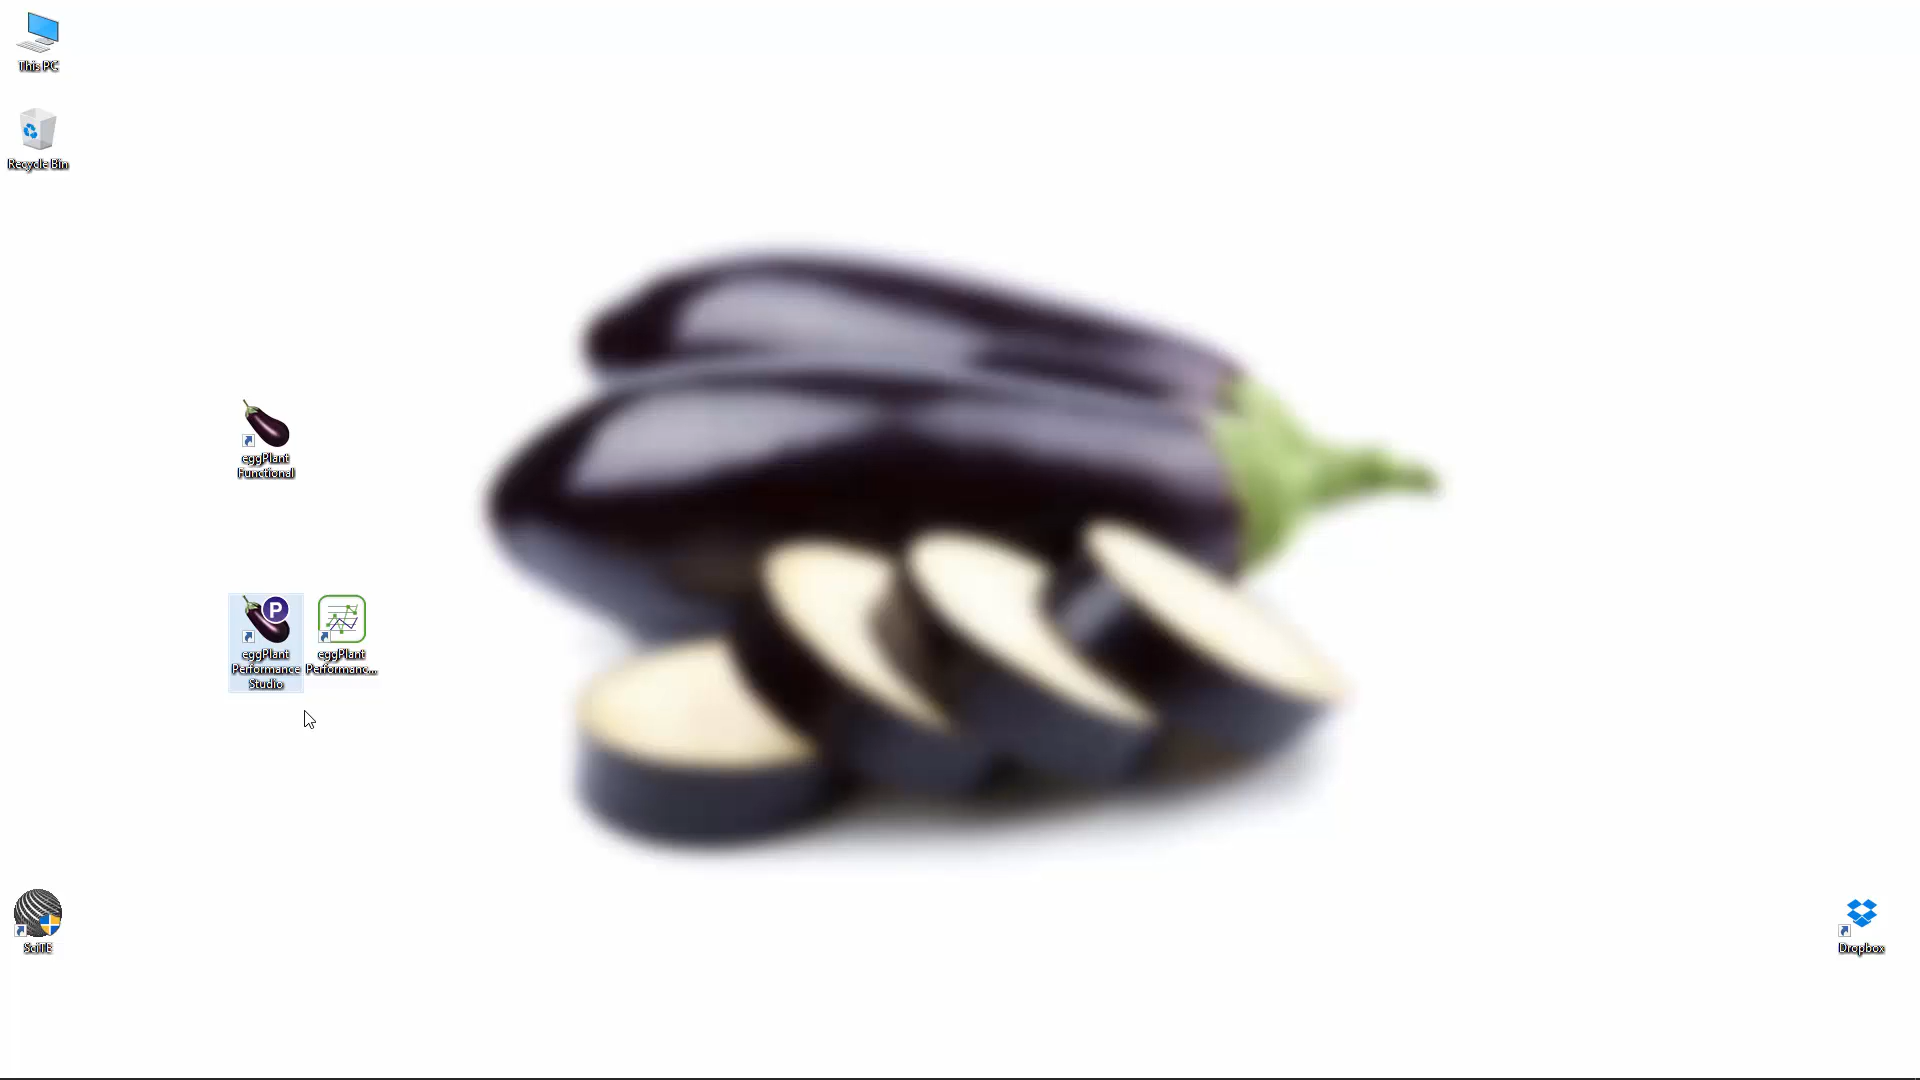 This PC
Recycle Bin
eggPlant
Functional
P
eggPlant
Performance
Studio
eggPlant
Performanc...
SciTE
Dropbox